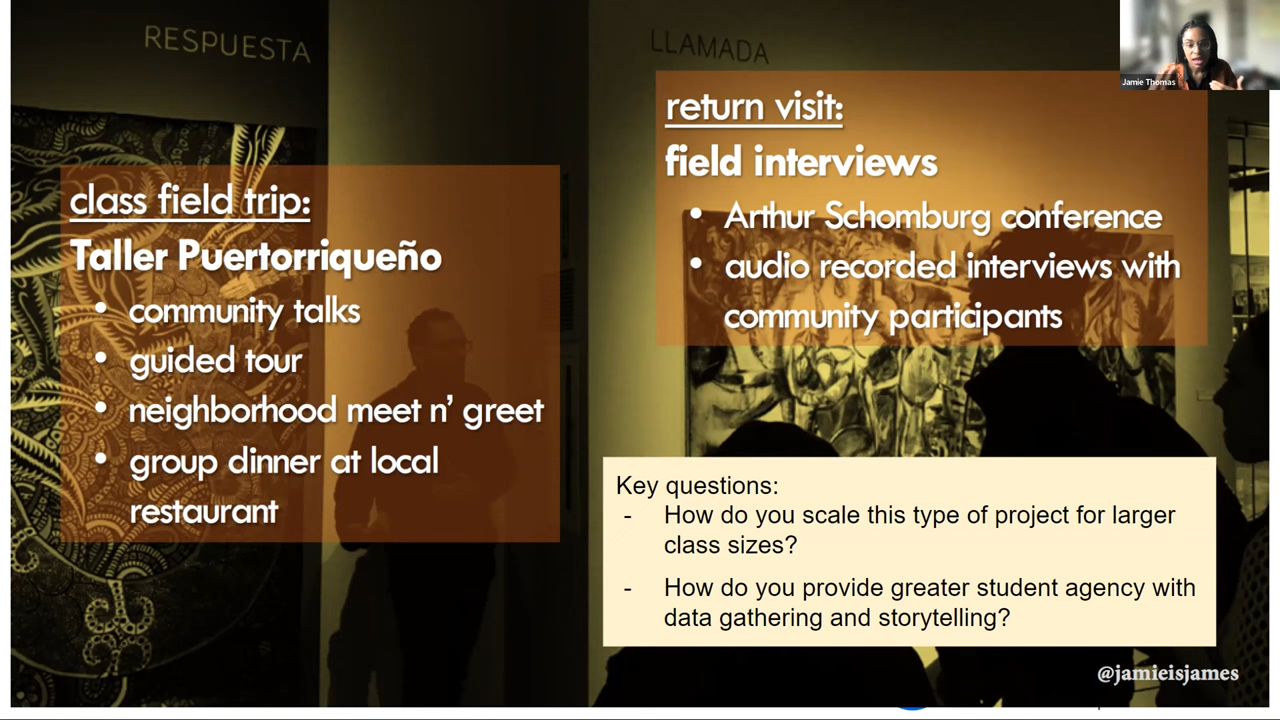 RESPUESTA
LLAMADA
Jamie Thomas
class field trip:
Taller Puertorriqueño
• community talks
• guided tour
• neighborhood meet n’ greet
• group dinner at local
restaurant
return visit:
field interviews
• Arthur Schomburg conference
• audio recorded interviews with
community participants
Key questions:
- How do you scale this type of project for larger
class sizes?
- How do you provide greater student agency with
data gathering and storytelling?
@jamieisjames